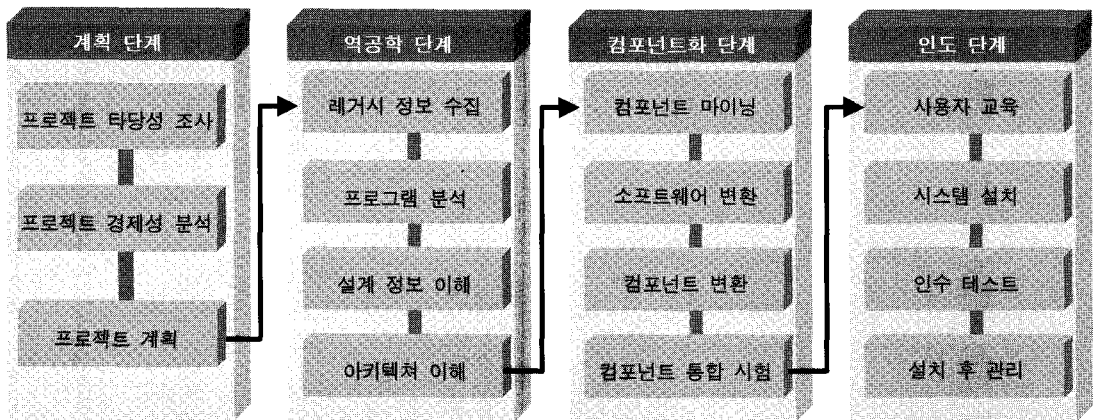 계획 단계
프로젝트 타당성 조사
프로젝트 경제성 분석
프로젝트 계획
역공학 단계
레거시 정보 수집
프로그램 분석
설계 정보 이해
아키텍쳐 이해
컴포넌트화 단계
컴포넌트 마이닝
소프트웨어 변환
컴포넌트 변환
컴포넌트 통합 시험
인도 단계
사용자 교육
시스템 설치
인수 테스트
설치 후 관리